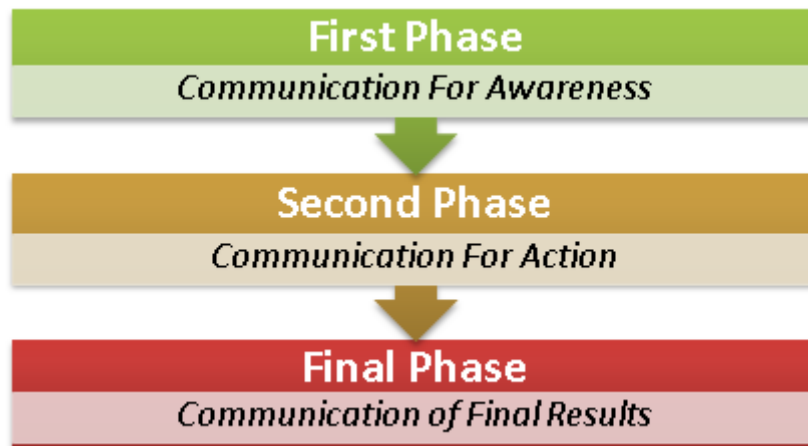 First Phase
Communication For Awareness
Second Phase
Communication For Action
Final Phase
Communication of Final Results